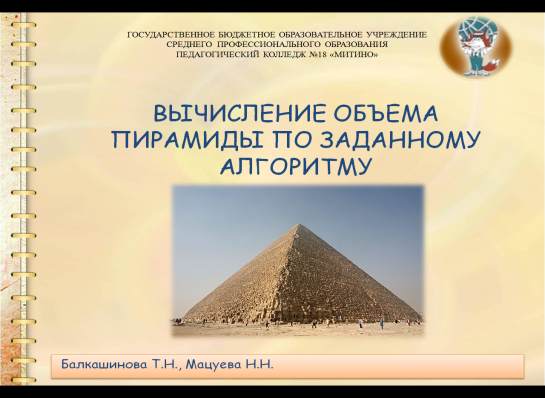 ГОСУДАРСТВЕННОЕ БЮДЖЕТНОЕ ОБРАЗОВАТЕЛЬНОЕ УЧРЕЖДЕНИЕ
СРЕДНЕГО ПРОФЕССИОНАЛЬНОГО ОБРАЗОВАНИЯ
ПЕДАГОГИЧЕСКИЙ КОЛЛЕДЖ №18 «МИТИНО»
ВЫЧИСЛЕНИЕ ОБЪЕМА
ПИРАМИДЫ ПО ЗАДАННОМУ
АЛГОРИТМУ
Балкашинова Т.Н., Мацуева Н.Н.